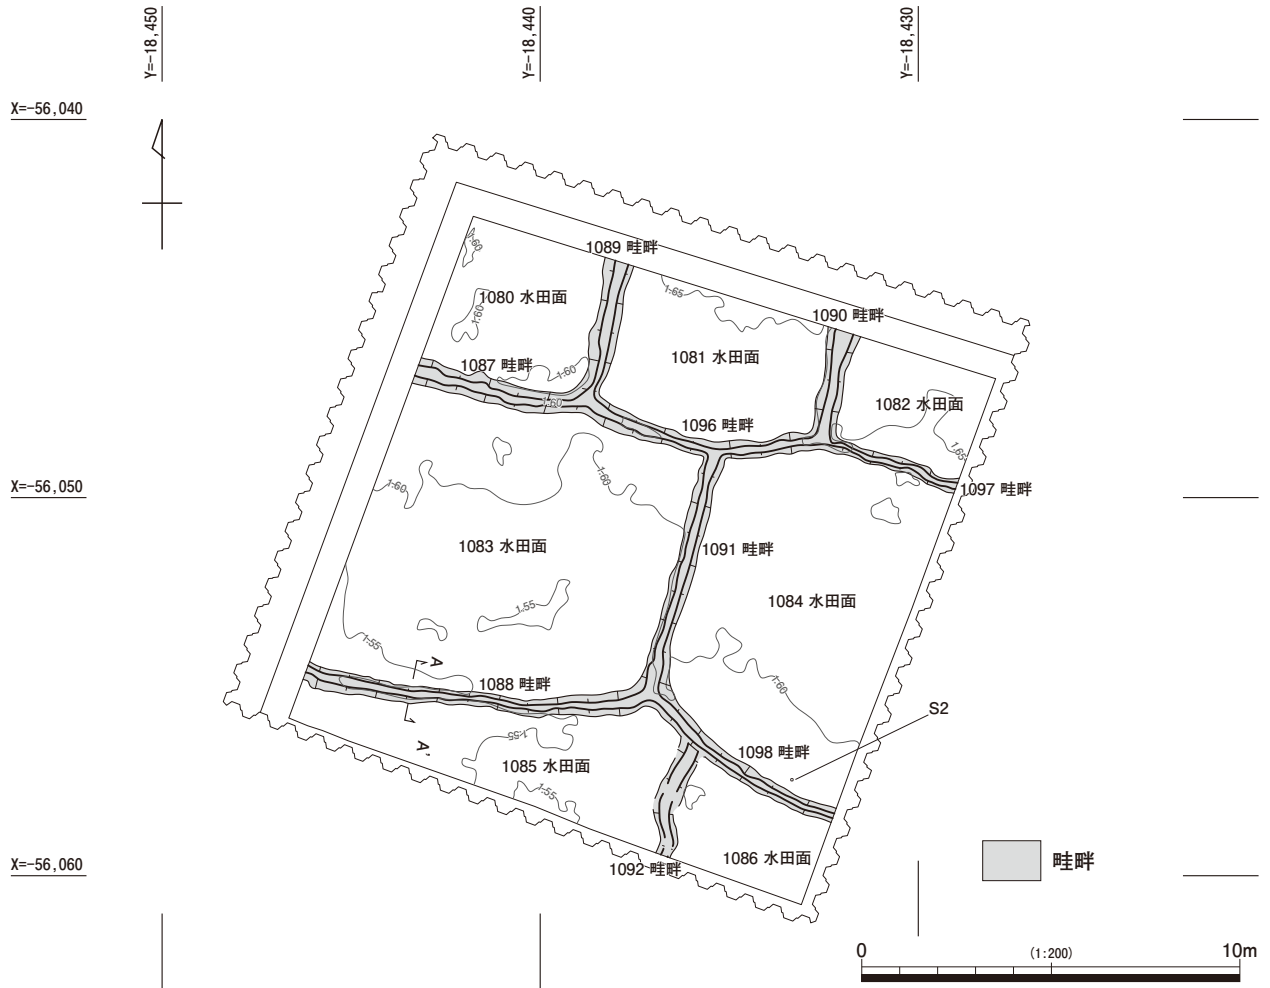 Y=-18,450
Y=-18,440
Y=-18,430
X=-56,040
1089 畦畔
1.60
1080 水田面
1.65
1.60
1090 畦畔
1081 水田面
1087 畦畔
1.60
1.60
1082 水田面
1096 畦畔
1.65
1.60
1.60
X=-56,050
1097 畦畔
1083 水田面
1091 畦畔
1084 水田面
1.55
1.55
A
1088 畦畔
1.60
S2
1.55
A'
1098 畦畔
1085 水田面
1.55
1086 水田面
X=-56,060
1092 畦畔
畦畔
0
(1:200)
10m